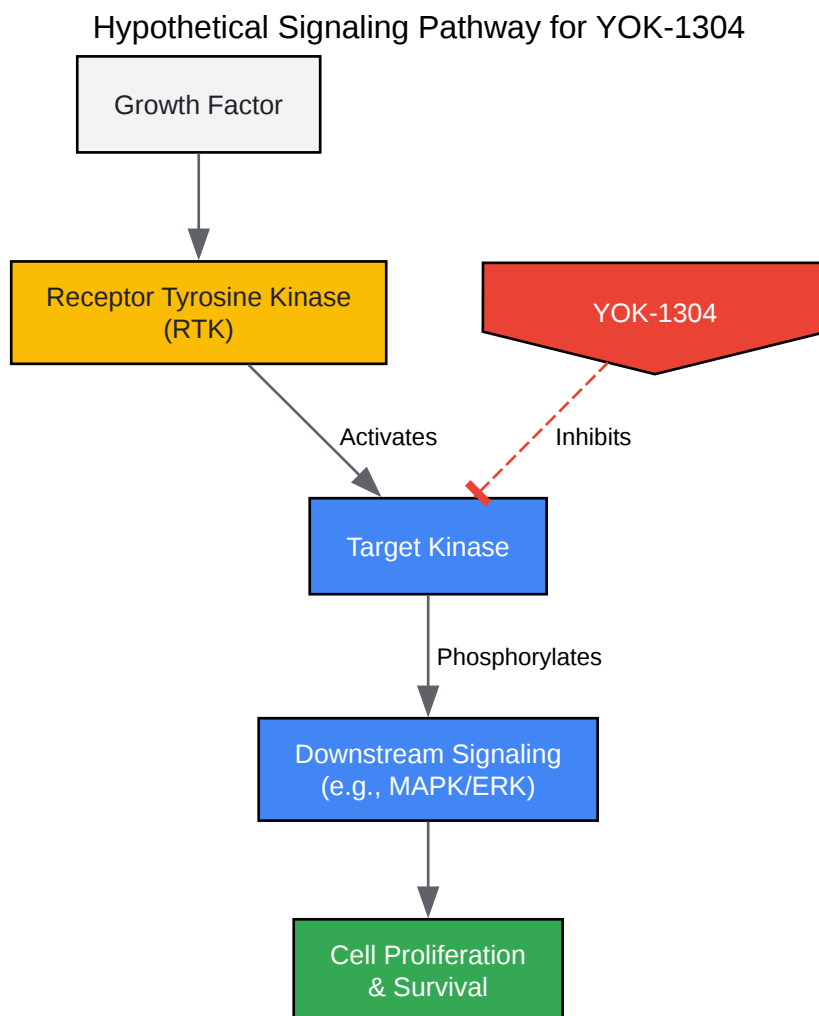 Hypothetical Signaling Pathway for YOK-1304
Growth Factor
Receptor Tyrosine Kinase
(RTK)
YOK-1304
Activates
Inhibits
Target Kinase
Phosphorylates
Downstream Signaling
(e.g., MAPK/ERK)
Cell Proliferation
& Survival